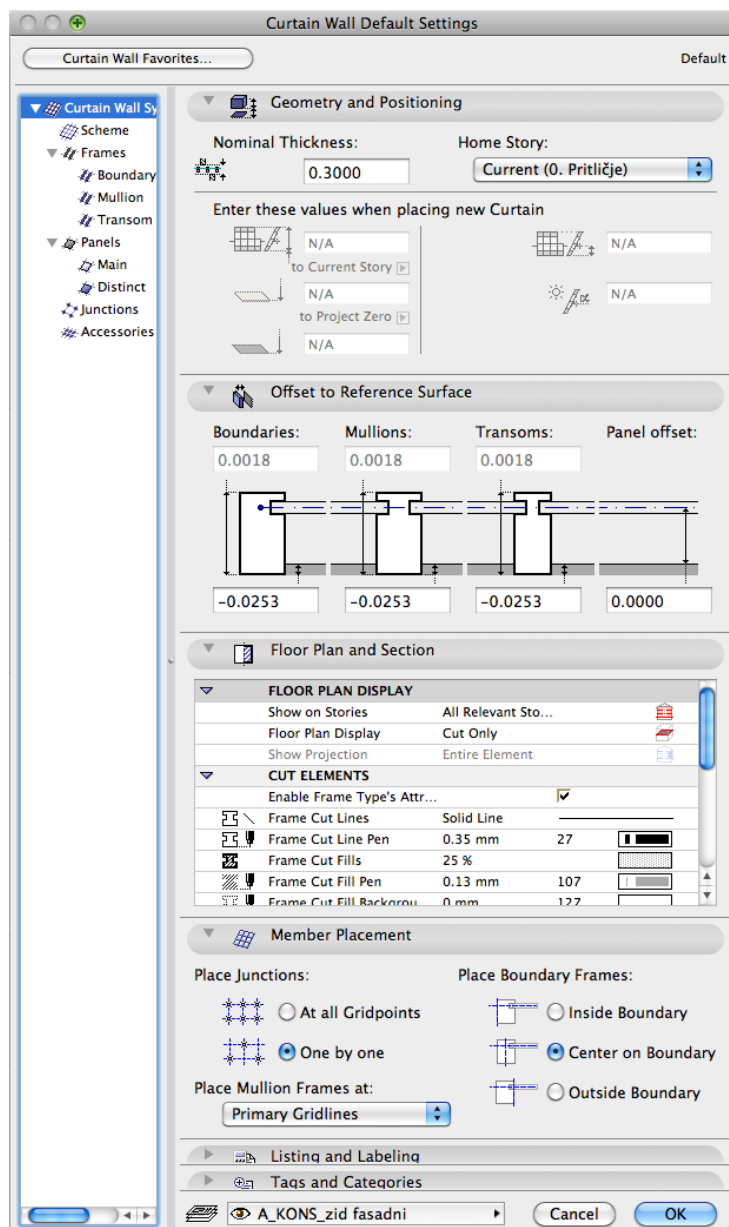 Curtain Wall Default Settings
Curtain Wall Favorites...
Default
Curtain Wall Sy
Scheme
Frames
Boundary
Mullion
Transom
Panels
Main
Distinct
Junctions
Accessories
Geometry and Positioning
Nominal Thickness:
Home Story:
0.3000
Current (0. Pritličje)
Enter these values when placing new Curtain
N/A
N/A
to Current Story
N/A
N/A
to Project Zero
N/A
Offset to Reference Surface
Boundaries: Mullions: Transoms: Panel offset:
0.0018 0.0018 0.0018
-0.0253 -0.0253 -0.0253 0.0000
Floor Plan and Section
FLOOR PLAN DISPLAY
Show on Stories All Relevant Sto...
Floor Plan Display Cut Only
Show Projection Entire Element
CUT ELEMENTS
Enable Frame Type's Attr...
Frame Cut Lines Solid Line
Frame Cut Line Pen 0.35 mm 27
Frame Cut Fills 25 %
Frame Cut Fill Pen 0.13 mm 107
Frame Cut Fill Backgrou 0 mm 127
Member Placement
Place Junctions:
At all Gridpoints
One by one
Place Mullion Frames at:
Primary Gridlines
Place Boundary Frames:
Inside Boundary
Center on Boundary
Outside Boundary
Listing and Labeling
Tags and Categories
A_KONS_zid fasadni
Cancel
OK